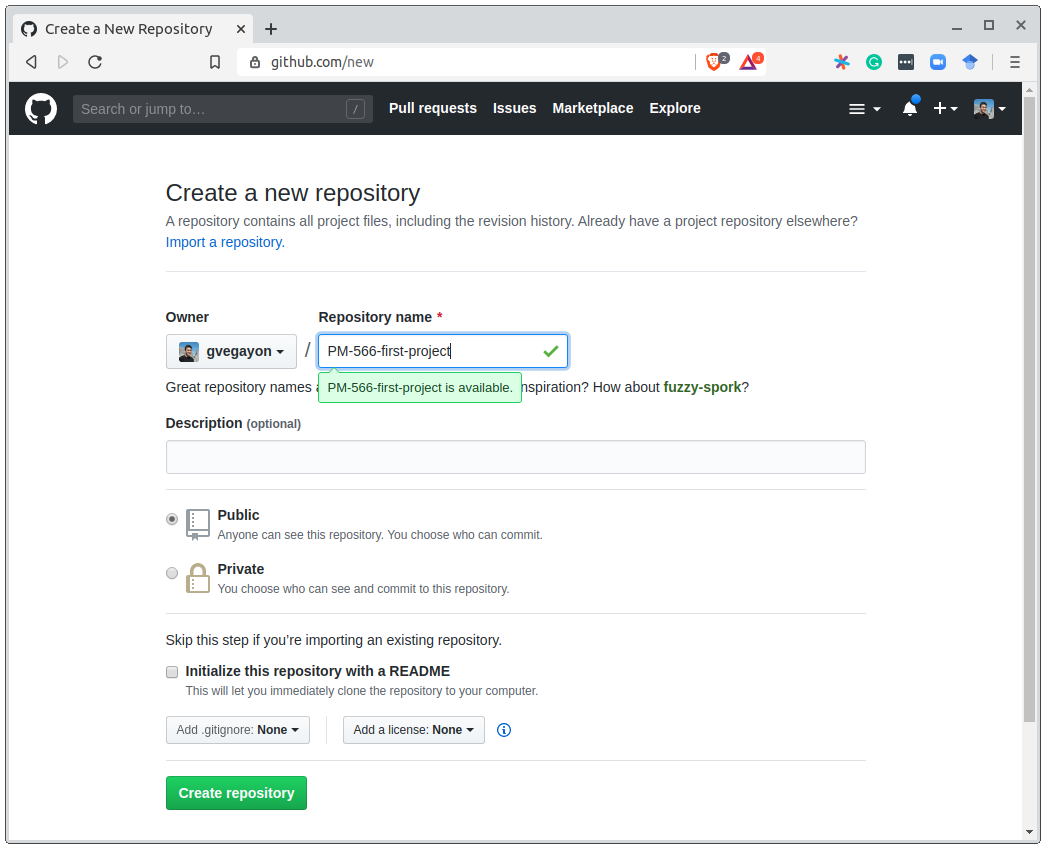 Create a New Repository
github.com/new
2
4
Search or jump to…
/
Pull requests Issues Marketplace Explore
Create a new repository
A repository contains all project files, including the revision history. Already have a project repository elsewhere?
Import a repository.
Owner Repository name *
gvegayon / PM-566-first-project
Great repository names PM-566-first-project is available. nspiration? How about fuzzy-spork?
Description (optional)
Public
Anyone can see this repository. You choose who can commit.
Private
You choose who can see and commit to this repository.
Skip this step if you’re importing an existing repository.
Initialize this repository with a README
This will let you immediately clone the repository to your computer.
Add .gitignore: None Add a license: None
Create repository